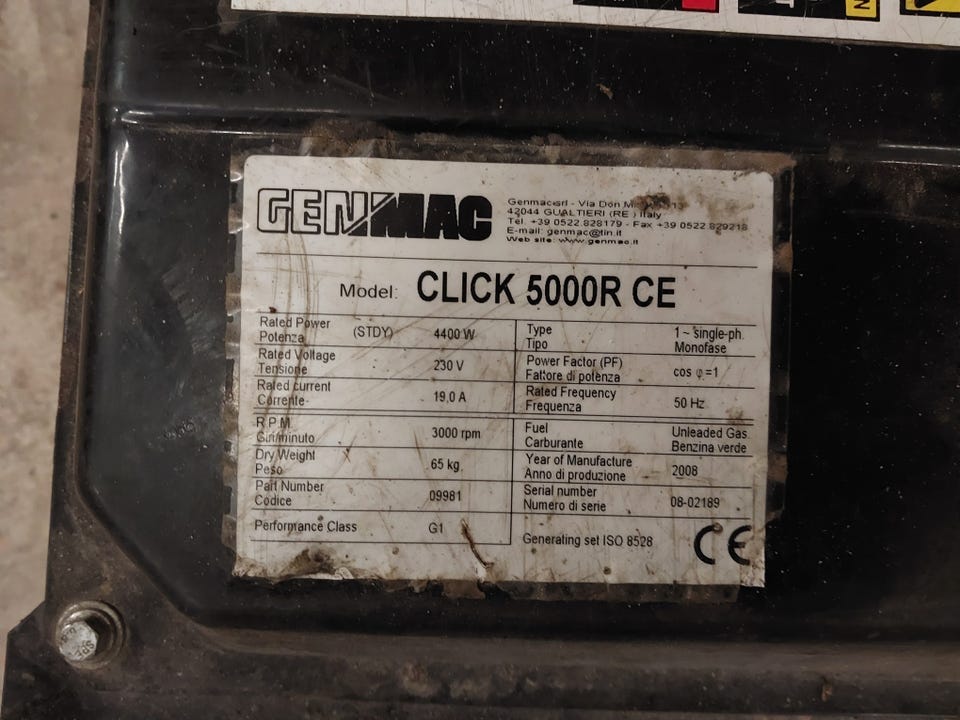 GENMAC
Genmac srl - Via Don M
42044 GUALTIERI (RE) Italy
Tel. +39 0522.828179 - Fax +39 0522.829218
E-mail: genmac@tin.it
Web site: www.genmac.it
Model: CLICK 5000R CE
Rated Power (STDY) 4400 W
Potenza
Type 1 ~ single-ph.
Tipo Monofase
Rated Voltage 230 V
Tensione
Power Factor (PF) cos φ =1
Fattore di potenza
Rated current 19,0 A
Corrente
Rated Frequency 50 Hz
Frequenza
R.P.M. 3000 rpm
Giri/minuto
Fuel Unleaded Gas
Carburante Benzina verde
Dry Weight 65 kg
Peso
Year of Manufacture 2008
Anno di produzione
Part Number 09981
Codice
Serial number 08-02189
Numero di serie
Performance Class G1
Generating set ISO 8528
CE